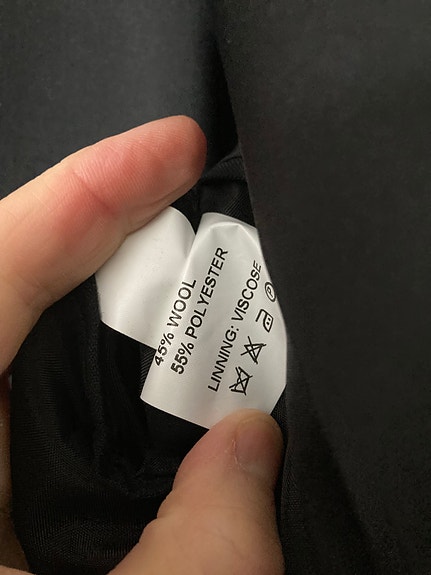 45% WOOL
55% POLYESTER
LINNING: VISCOSE
P